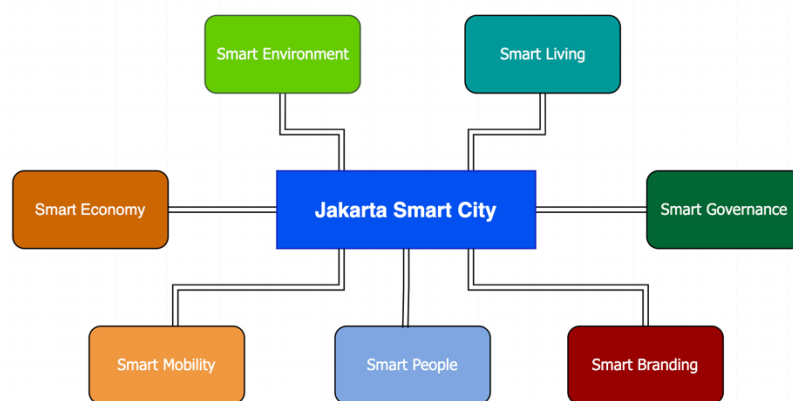 Smart Environment
Smart Living
Smart Economy
Jakarta Smart City
Smart Governance
Smart Mobility
Smart People
Smart Branding